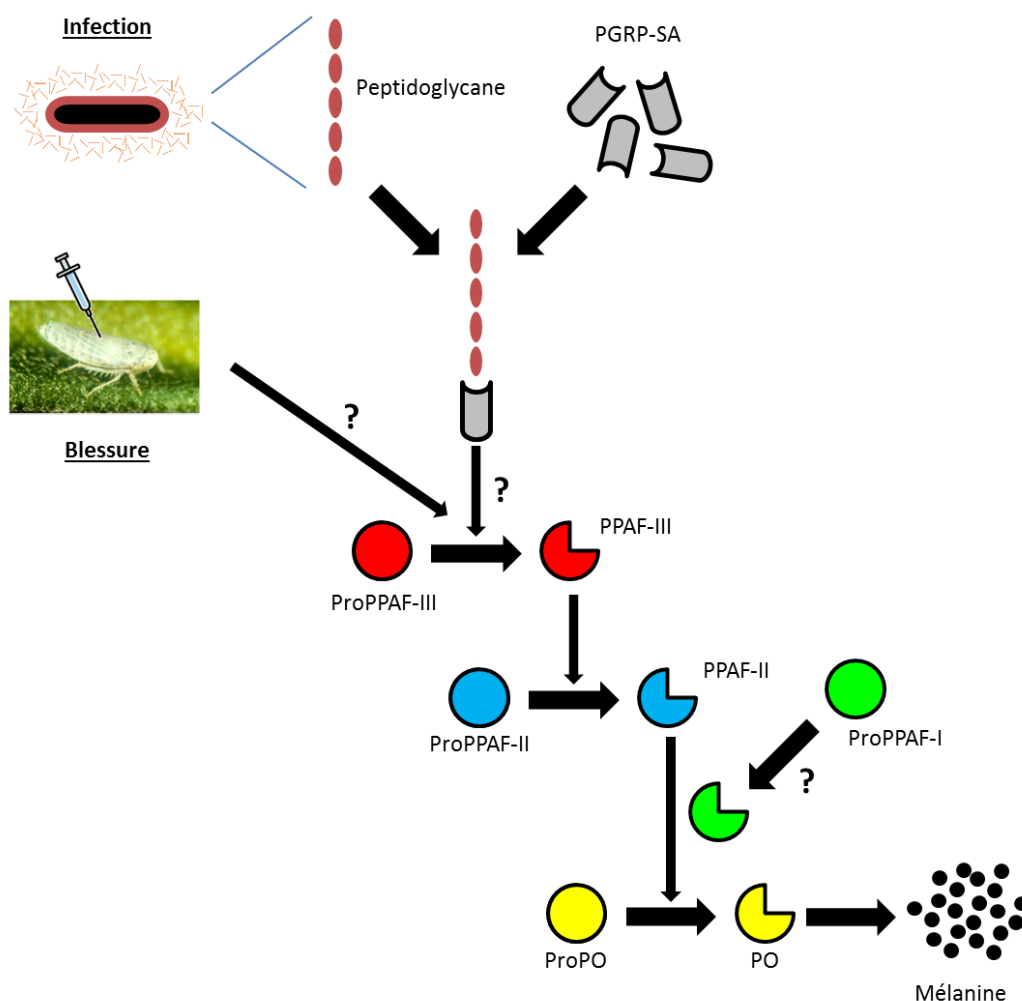 Infection
PGRP-SA
Peptidoglycane
?
Blessure
?
PPAF-III
ProPPAF-III
PPAF-II
ProPPAF-II
ProPPAF-I
?
ProPO
PO
Mélanine